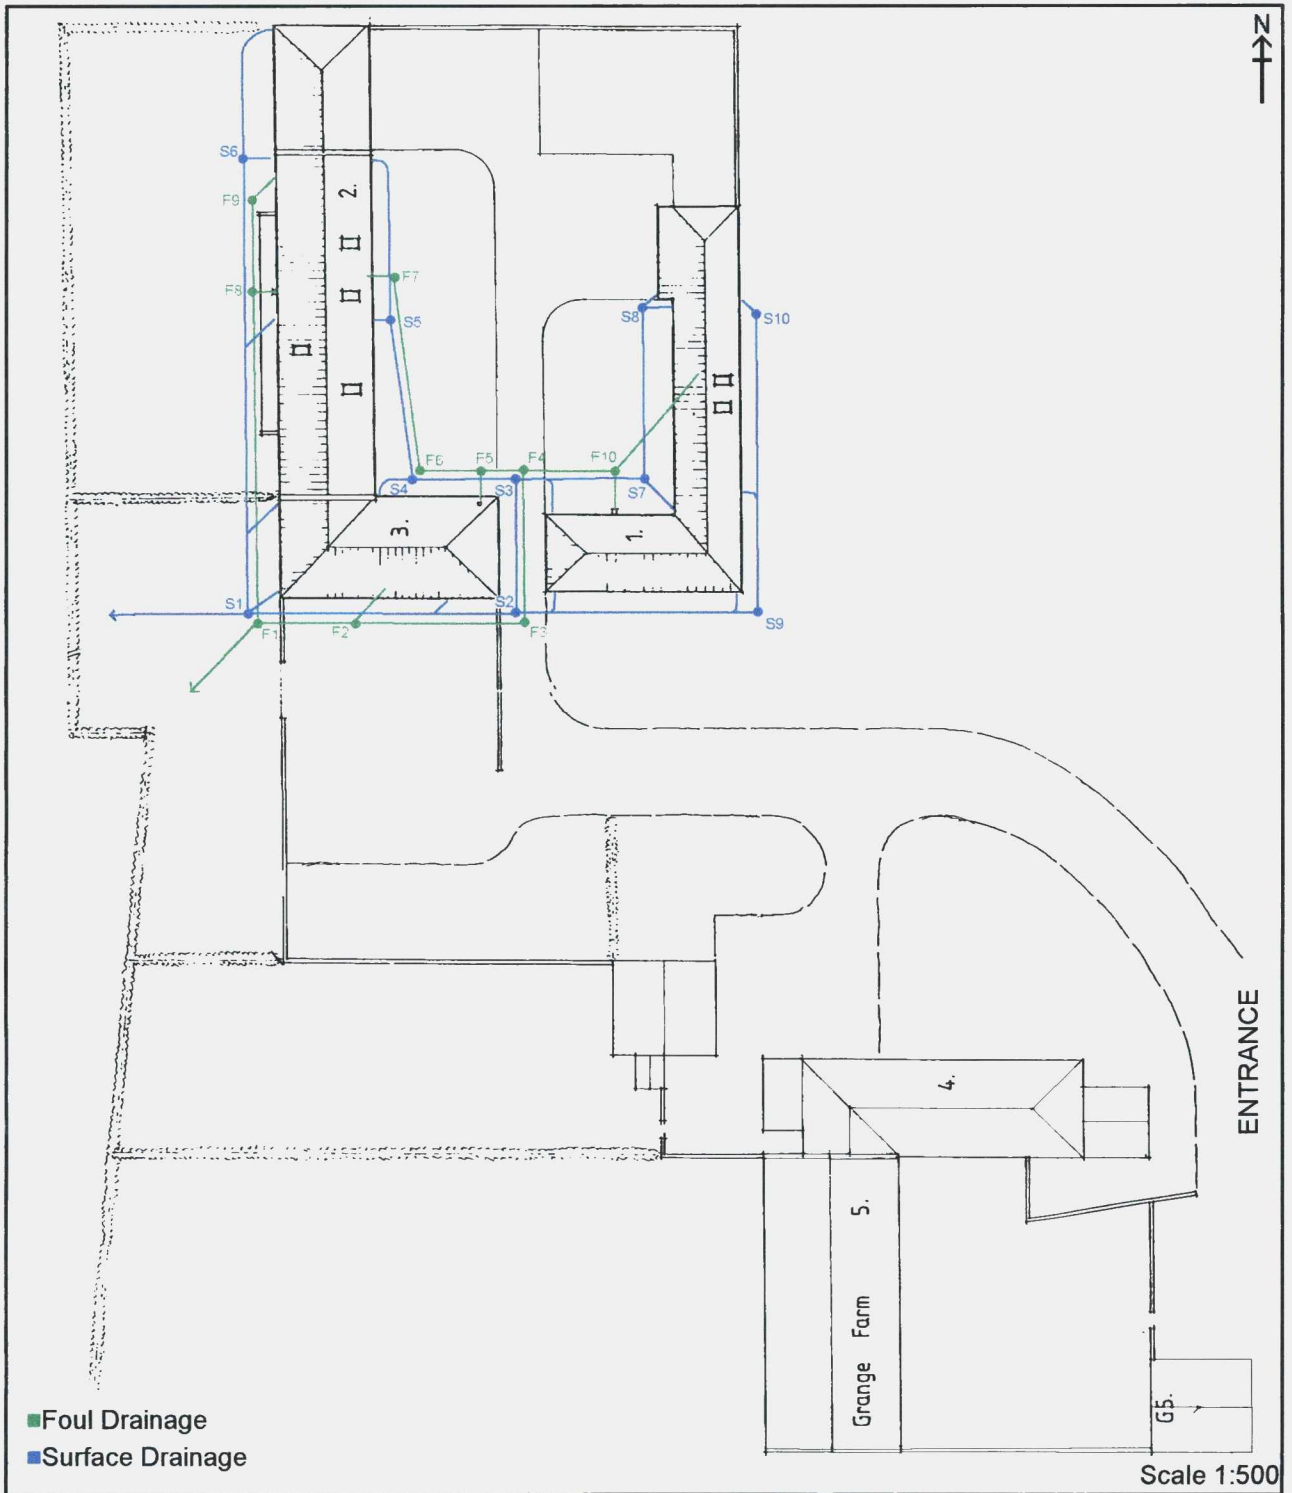 N
S6
2.
F9
F7
F8
S5
S8
S10
F6
F5
F4
F10
S4
S3
S7
3.
1.
S1
S2
S9
F1
F2
F3
ENTRANCE
4.
Grange Farm 5.
G5.
Foul Drainage
Surface Drainage
Scale 1:500